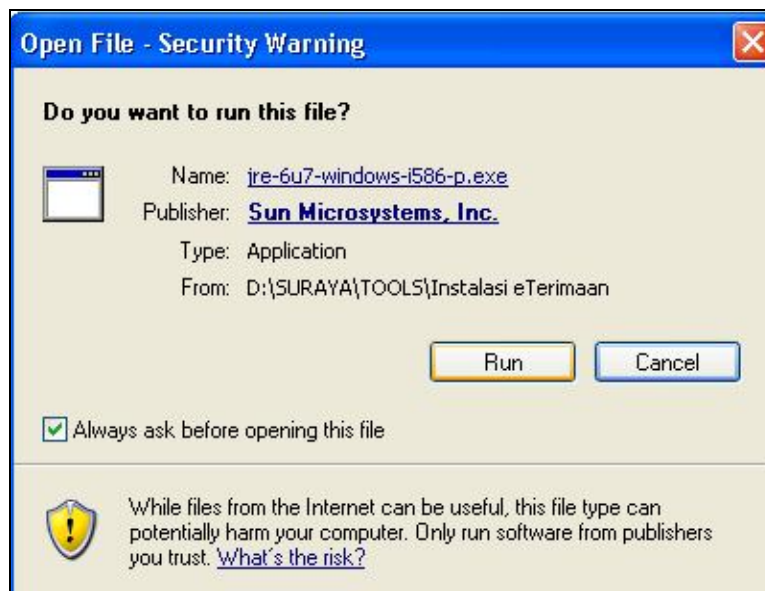 Open File - Security Warning
Do you want to run this file?
Name: jre-6u7-windows-i586-p.exe
Publisher: Sun Microsystems, Inc.
Type: Application
From: D:\SURAYA\TOOLS\Instalasi eTerimaan
Run Cancel
Always ask before opening this file
While files from the Internet can be useful, this file type can
potentially harm your computer. Only run software from publishers
you trust. What's the risk?